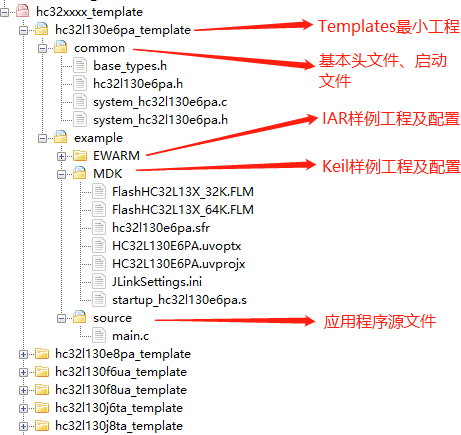 hc32xxxx_template
hc32l130e6pa_template
Templates最小工程
common
基本头文件、启动
文件
base_types.h
hc32l130e6pa.h
system_hc32l130e6pa.c
system_hc32l130e6pa.h
example
IAR样例工程及配置
EWARM
MDK
Keil样例工程及配置
FlashHC32L13X_32K.FLM
FlashHC32L13X_64K.FLM
hc32l130e6pa.sfr
HC32L130E6PA.uvoptx
HC32L130E6PA.uvprojx
JLinkSettings.ini
startup_hc32l130e6pa.s
source
应用程序源文件
main.c
hc32l130e8pa_template
hc32l130f6ua_template
hc32l130f8ua_template
hc32l130j6ta_template
hc32l130j8ta_template